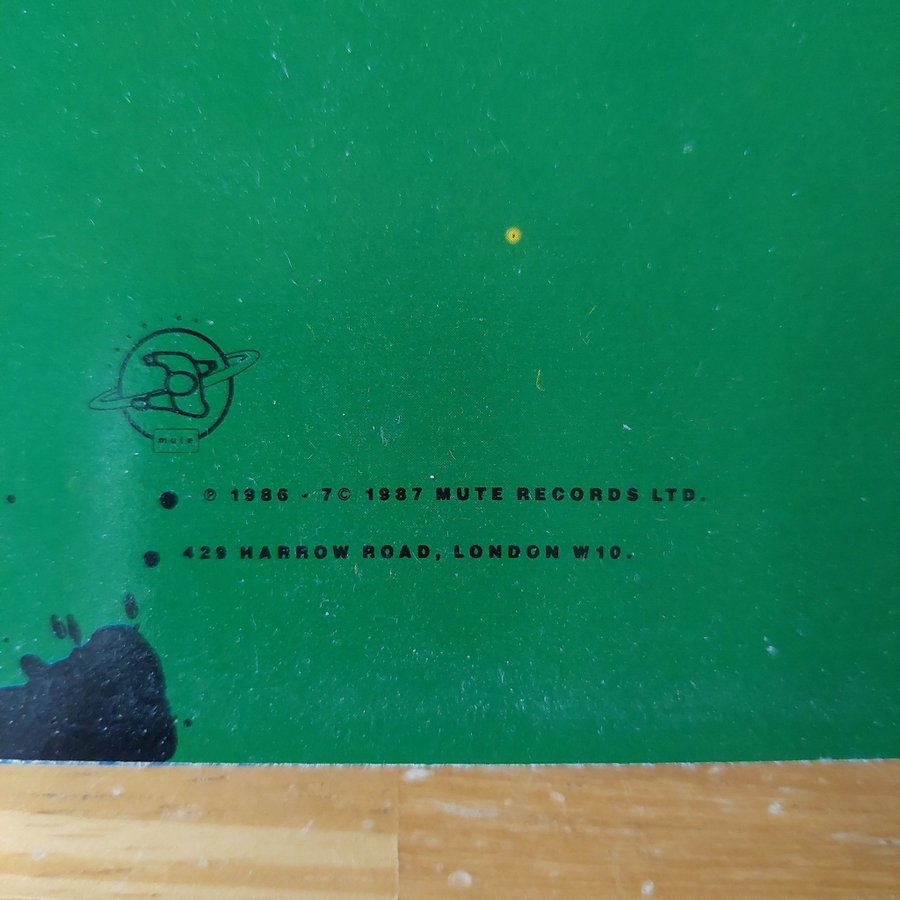 mute
℗ 1986 - 7© 1987 MUTE RECORDS LTD.
429 HARROW ROAD, LONDON W10.